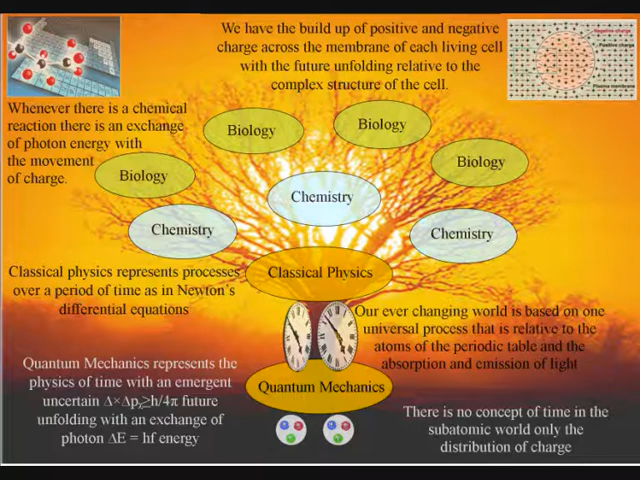 We have the build up of positive and negative
charge across the membrane of each living cell
with the future unfolding relative to the
complex structure of the cell.
Negative charge
Positive charge
Plasma membrane
Whenever there is a chemical
reaction there is an exchange
of photon energy with
the movement
of charge.
Biology
Biology
Biology
Biology
Chemistry
Chemistry
Chemistry
Classical physics represents processes
over a period of time as in Newton's
differential equations
Classical Physics
Our ever changing world is based on one
universal process that is relative to the
atoms of the periodic table and the
absorption and emission of light
Quantum Mechanics represents the
physics of time with an emergent
uncertain Δ×Δpₓ≥h/4π future
unfolding with an exchange of
photon ΔE = hf energy
Quantum Mechanics
There is no concept of time in the
subatomic world only the
distribution of charge